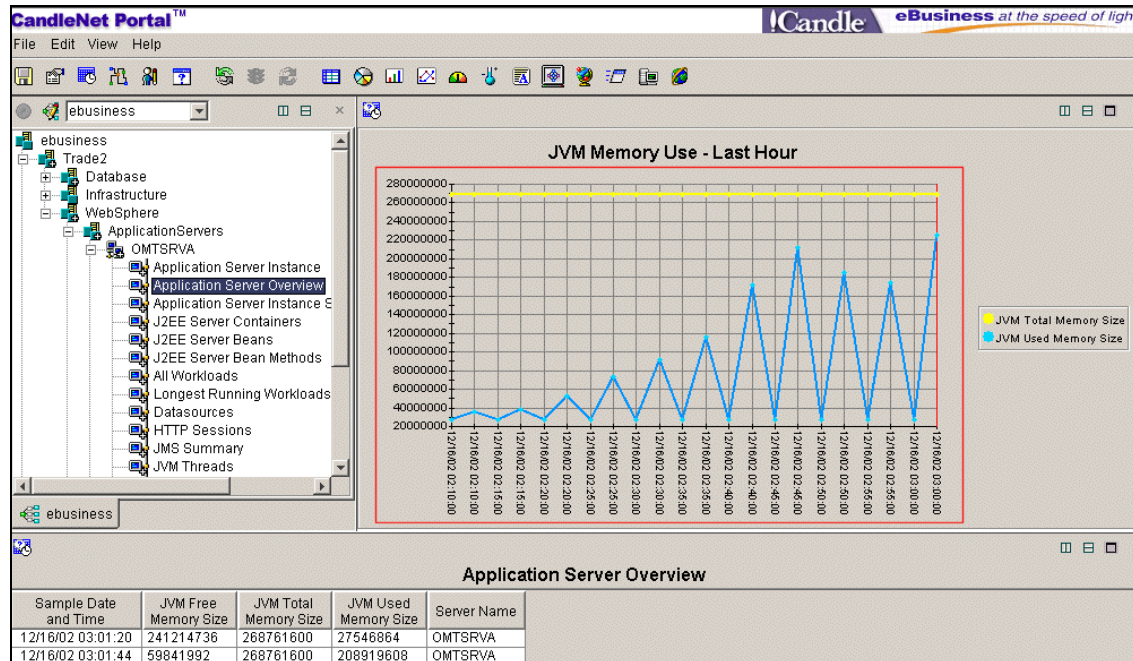 CandleNet Portal™
!Candle
eBusiness at the speed of ligh
File Edit View Help
ebusiness
ebusiness
Trade2
Database
Infrastructure
WebSphere
ApplicationServers
OMTSRVA
Application Server Instance
Application Server Overview
Application Server Instance S
J2EE Server Containers
J2EE Server Beans
J2EE Server Bean Methods
All Workloads
Longest Running Workloads
Datasources
HTTP Sessions
JMS Summary
JVM Threads
ebusiness
JVM Memory Use - Last Hour
280000000
260000000
240000000
220000000
200000000
180000000
160000000
140000000
120000000
100000000
80000000
60000000
40000000
20000000
12/16/02 02:10:00
12/16/02 02:10:00
12/16/02 02:15:00
12/16/02 02:15:00
12/16/02 02:20:00
12/16/02 02:20:00
12/16/02 02:25:00
12/16/02 02:25:00
12/16/02 02:30:00
12/16/02 02:30:00
12/16/02 02:35:00
12/16/02 02:35:00
12/16/02 02:40:00
12/16/02 02:40:00
12/16/02 02:45:00
12/16/02 02:45:00
12/16/02 02:50:00
12/16/02 02:50:00
12/16/02 02:55:00
12/16/02 02:55:00
12/16/02 03:00:00
12/16/02 03:00:00
JVM Total Memory Size
JVM Used Memory Size
Application Server Overview
Sample Date and Time JVM Free Memory Size JVM Total Memory Size JVM Used Memory Size Server Name
12/16/02 03:01:20 241214736 268761600 27546864 OMTSRVA
12/16/02 03:01:44 59841992 268761600 208919608 OMTSRVA